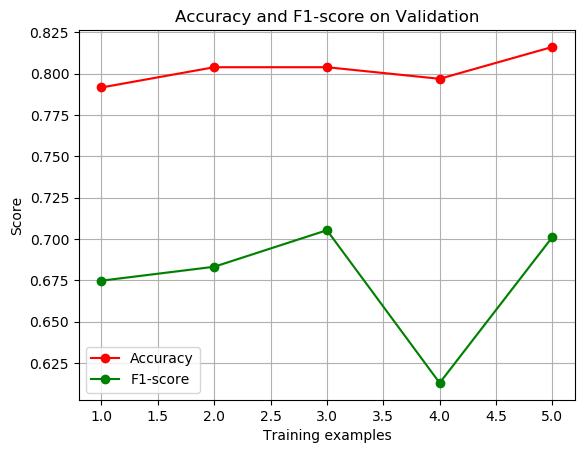 Accuracy and F1-score on Validation
0.825
0.800
0.775
0.750
0.725
0.700
0.675
0.650
0.625
Score
Accuracy
F1-score
1.0 1.5 2.0 2.5 3.0 3.5 4.0 4.5 5.0
Training examples